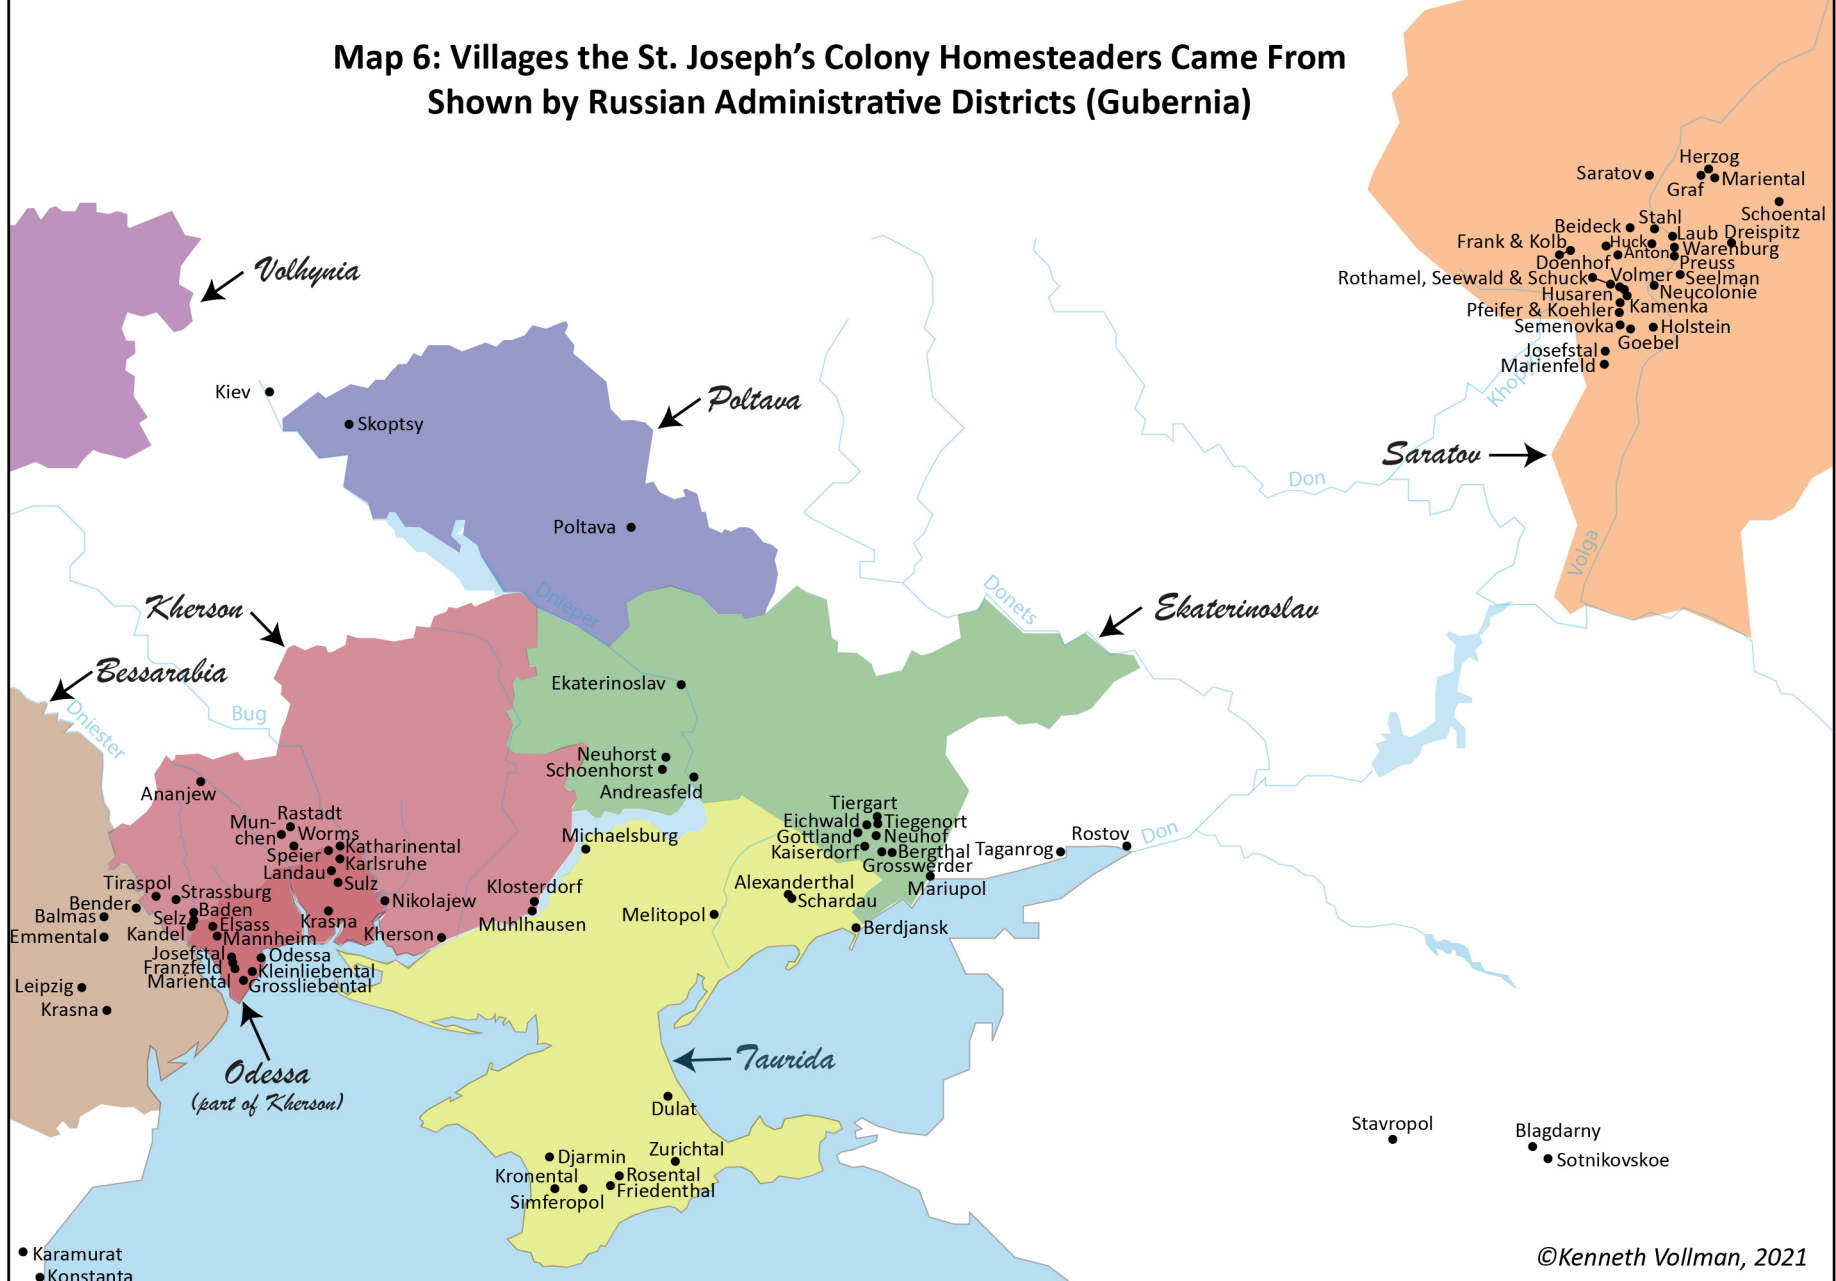 Map 6: Villages the St. Joseph's Colony Homesteaders Came From
Shown by Russian Administrative Districts (Gubernia)
Herzog
Saratov
Graf
Mariental
Schoental
Beideck
Stahl
Laub
Dreispitz
Frank & Kolb
Huck
Anton
Warenburg
Doenhof
Preuss
Rothamel, Seewald & Schuck
Volmer
Seelman
Husaren
Neucolonie
Pfeifer & Koehler
Kamenka
Semenovka
Holstein
Goebel
Josefstal
Marienfeld
Khoper
Volhynia
Kiev
Skoptsy
Poltava
Poltava
Saratov
Don
Volga
Dnieper
Donets
Ekaterinoslav
Kherson
Bessarabia
Dniester
Bug
Ekaterinoslav
Neuhorst
Schoenhorst
Andreasfeld
Ananjew
Rastadt
Mun-
chen
Worms
Speier
Katharinental
Karlsruhe
Landau
Sulz
Michaelsburg
Tiergart
Eichwald
Tiegenort
Gottland
Neuhof
Kaiserdorf
Bergthal
Grosswerder
Taganrog
Rostov
Don
Mariupol
Tiraspol
Strassburg
Bender
Baden
Balmas
Selz
Elsass
Emmental
Kandel
Mannheim
Krasna
Nikolajew
Kherson
Klosterdorf
Muhlhausen
Alexanderthal
Schardau
Melitopol
Berdjansk
Josefstal
Odessa
Franzfeld
Kleinliebental
Mariental
Grossliebental
Leipzig
Krasna
Odessa
(part of Kherson)
Taurida
Dulat
Djarmin
Zurichtal
Kronental
Rosental
Simferopol
Friedenthal
Stavropol
Blagdarny
Sotnikovskoe
Karamurat
Konstanta
©Kenneth Vollman, 2021